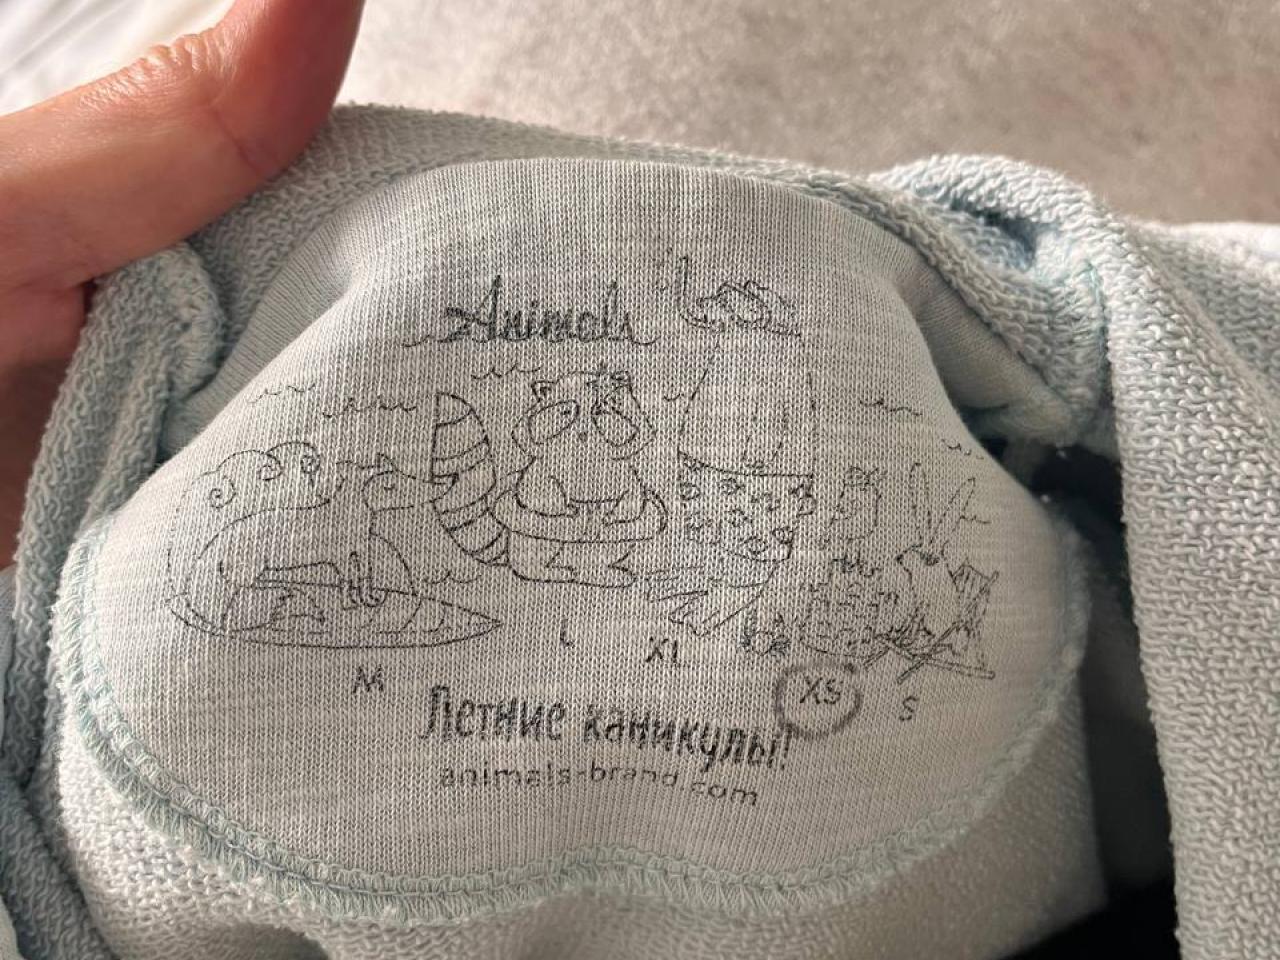 Animals
L
XL
M
XS
S
Летние каникулы!
animals-brand.com